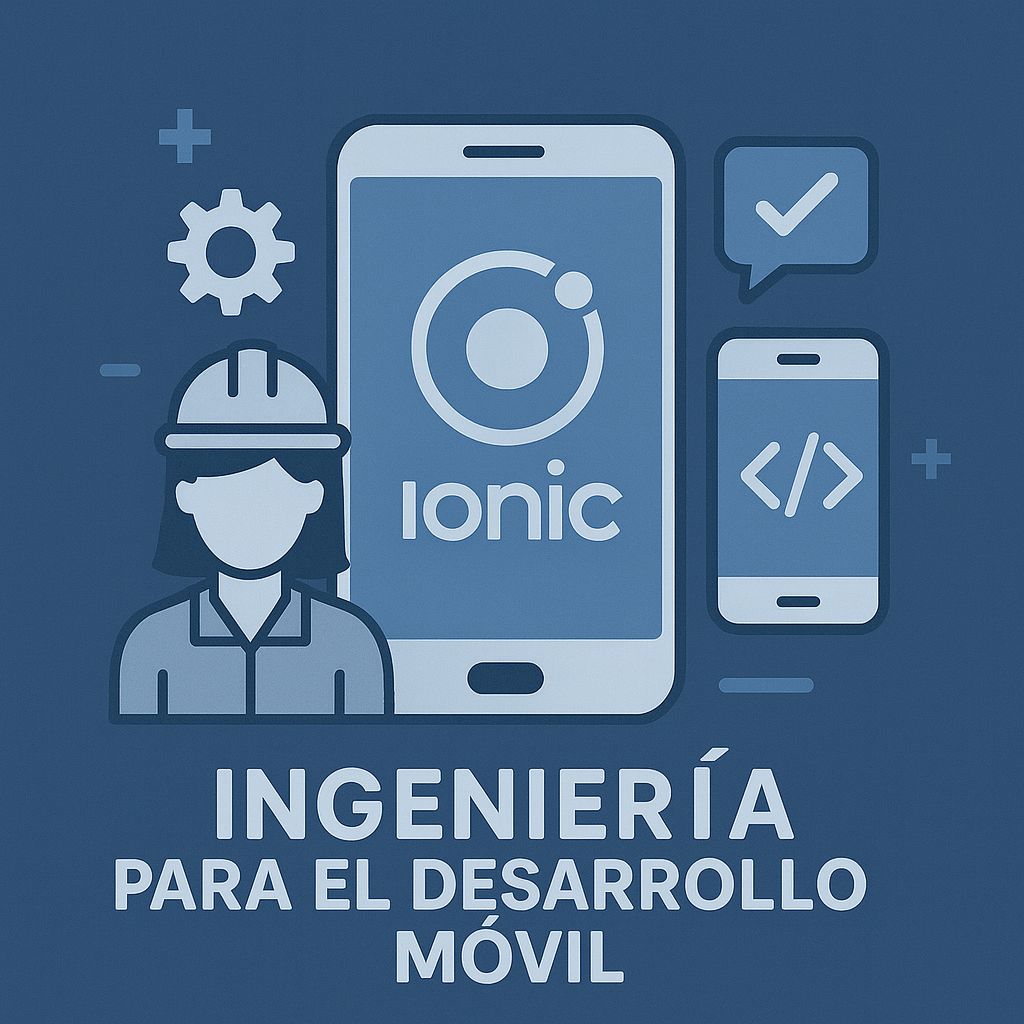 ionic
</>
INGENIERÍA
PARA EL DESARROLLO
MÓVIL